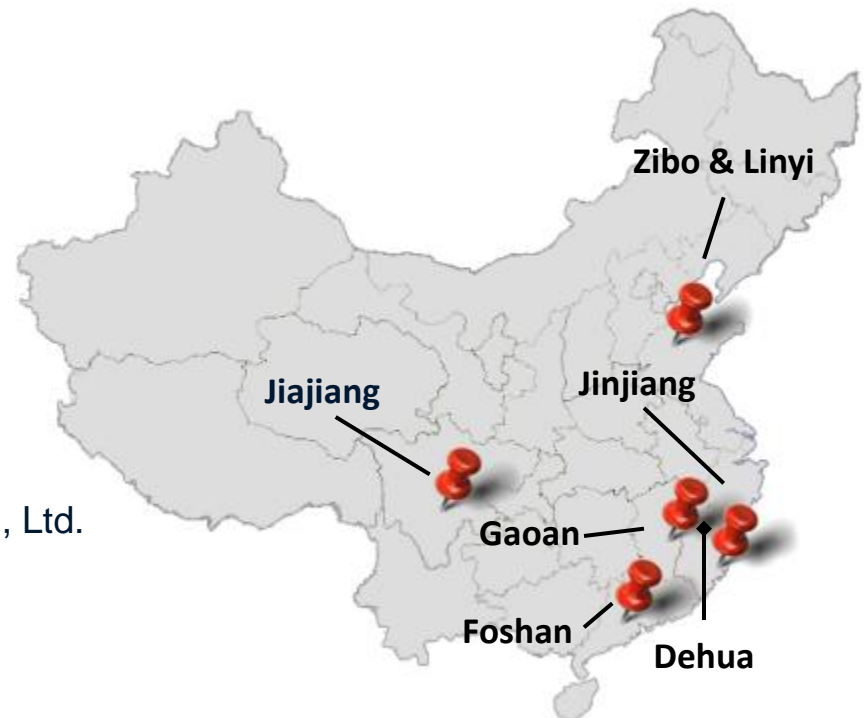 Zibo & Linyi
Jiajiang
Jinjiang
, Ltd.
Gaoan
Foshan
Dehua